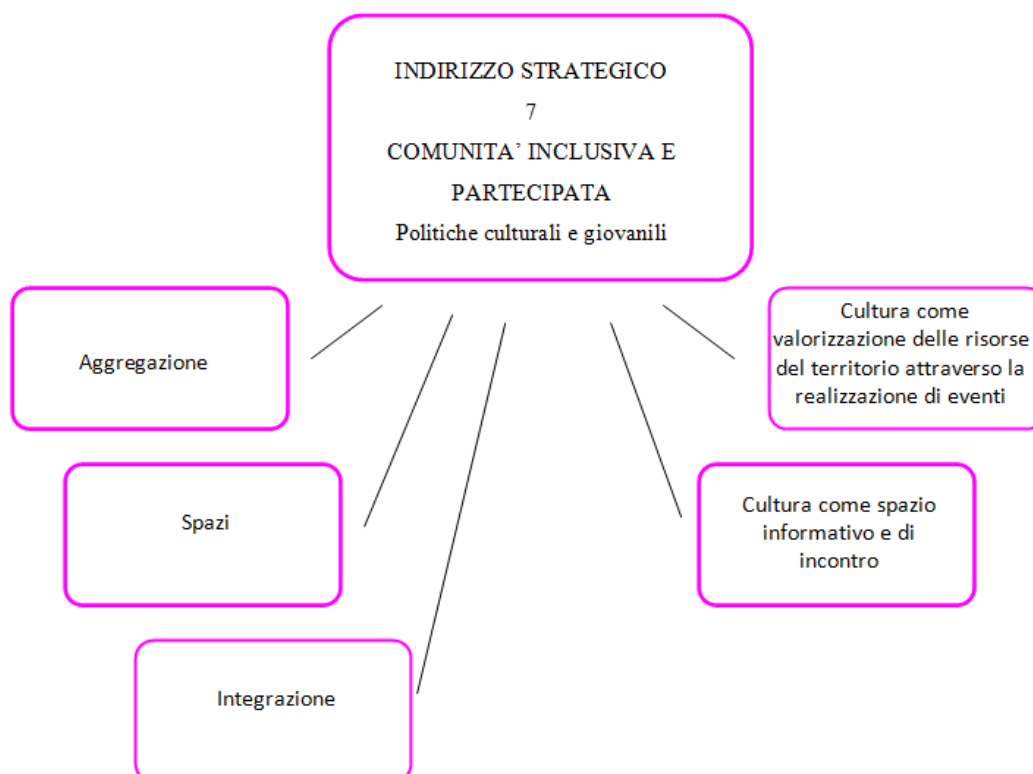 INDIRIZZO STRATEGICO
7
COMUNITA’ INCLUSIVA E
PARTECIPATA
Politiche culturali e giovanili
Aggregazione
Cultura come
valorizzazione delle risorse
del territorio attraverso la
realizzazione di eventi
Spazi
Cultura come spazio
informativo e di
incontro
Integrazione